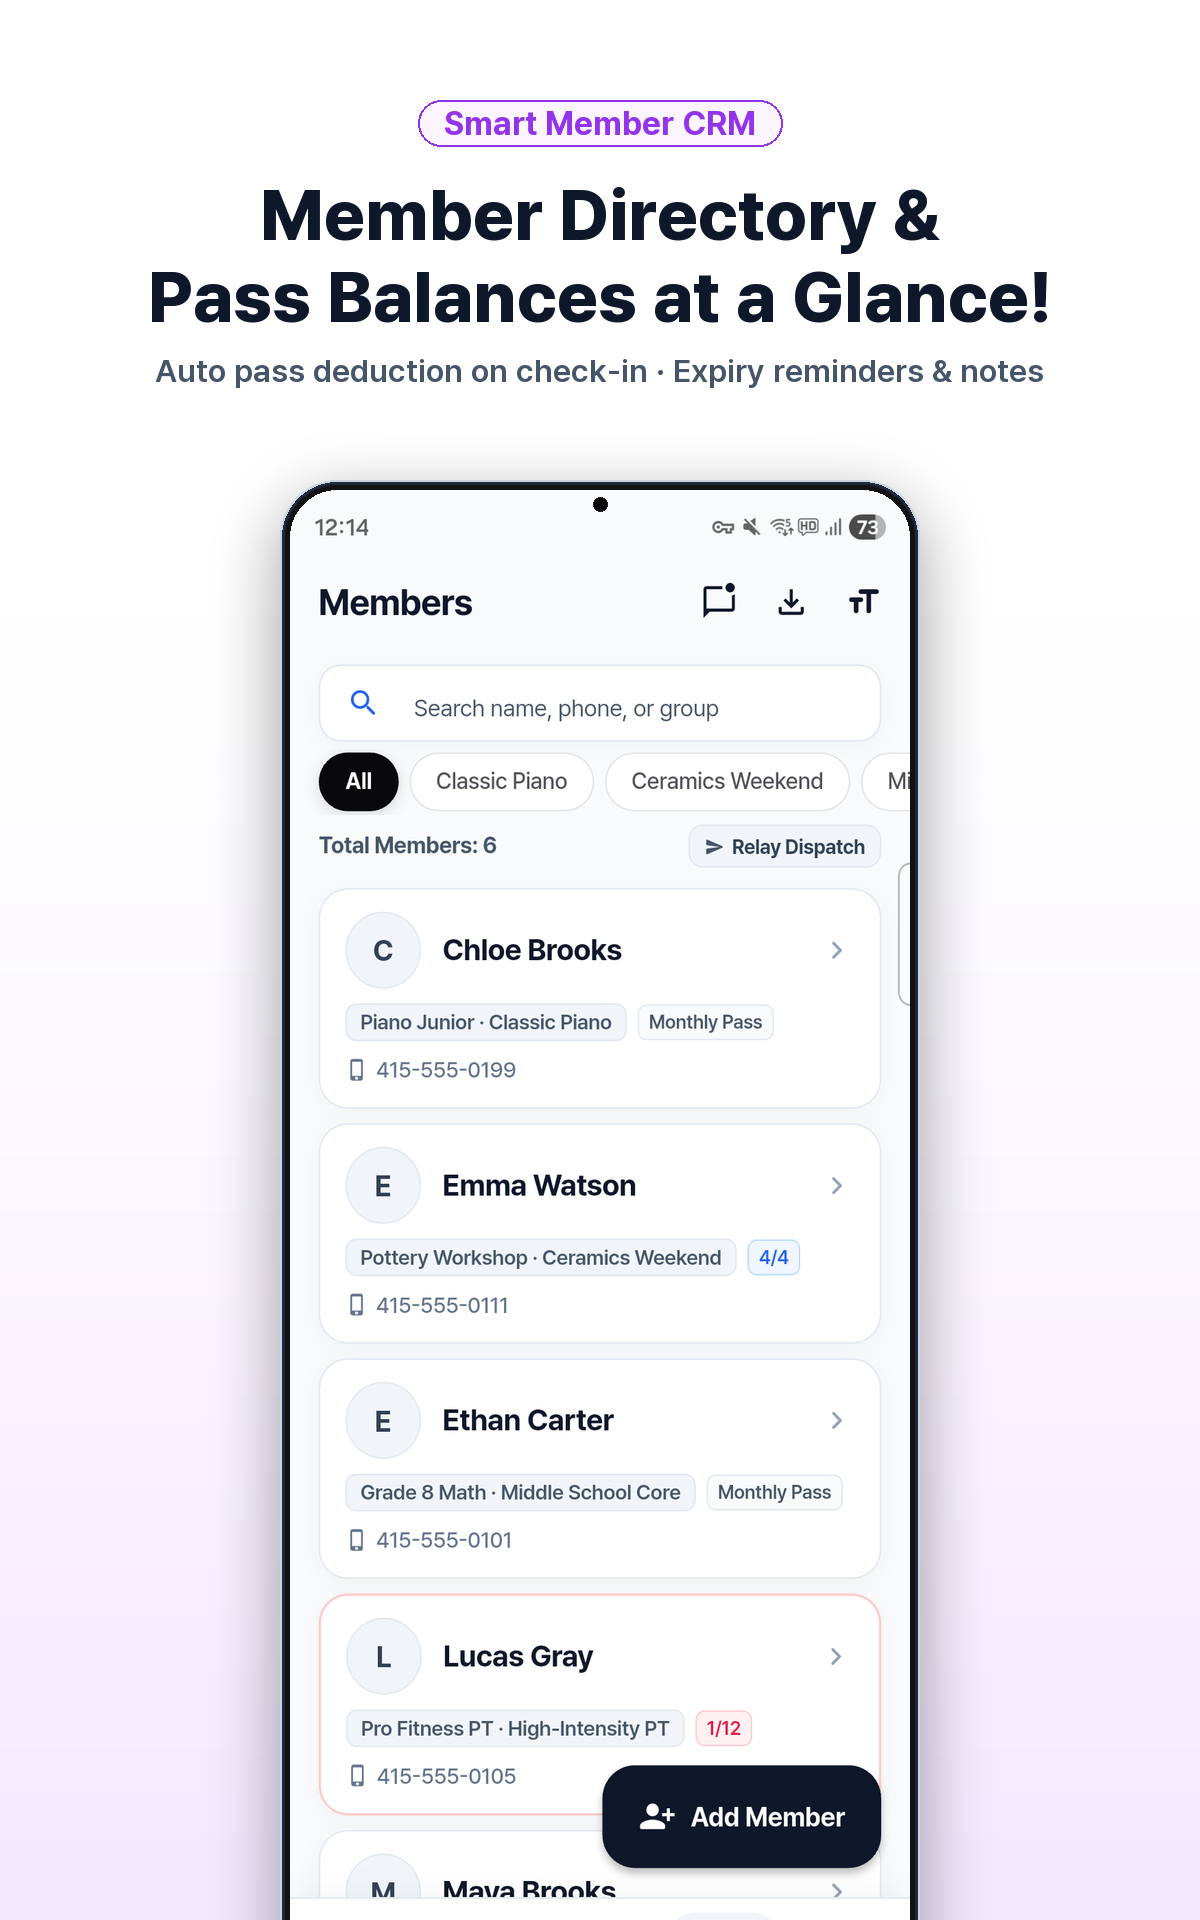 Smart Member CRM
Member Directory &
Pass Balances at a Glance!
Auto pass deduction on check-in · Expiry reminders & notes
12:14
5 HD 73
Members
TT
Search name, phone, or group
All Classic Piano Ceramics Weekend Mi
Total Members: 6 Relay Dispatch
C Chloe Brooks
Piano Junior · Classic Piano Monthly Pass
415-555-0199
E Emma Watson
Pottery Workshop · Ceramics Weekend 4/4
415-555-0111
E Ethan Carter
Grade 8 Math · Middle School Core Monthly Pass
415-555-0101
L Lucas Gray
Pro Fitness PT · High-Intensity PT 1/12
415-555-0105
Add Member
M Maya Brooks